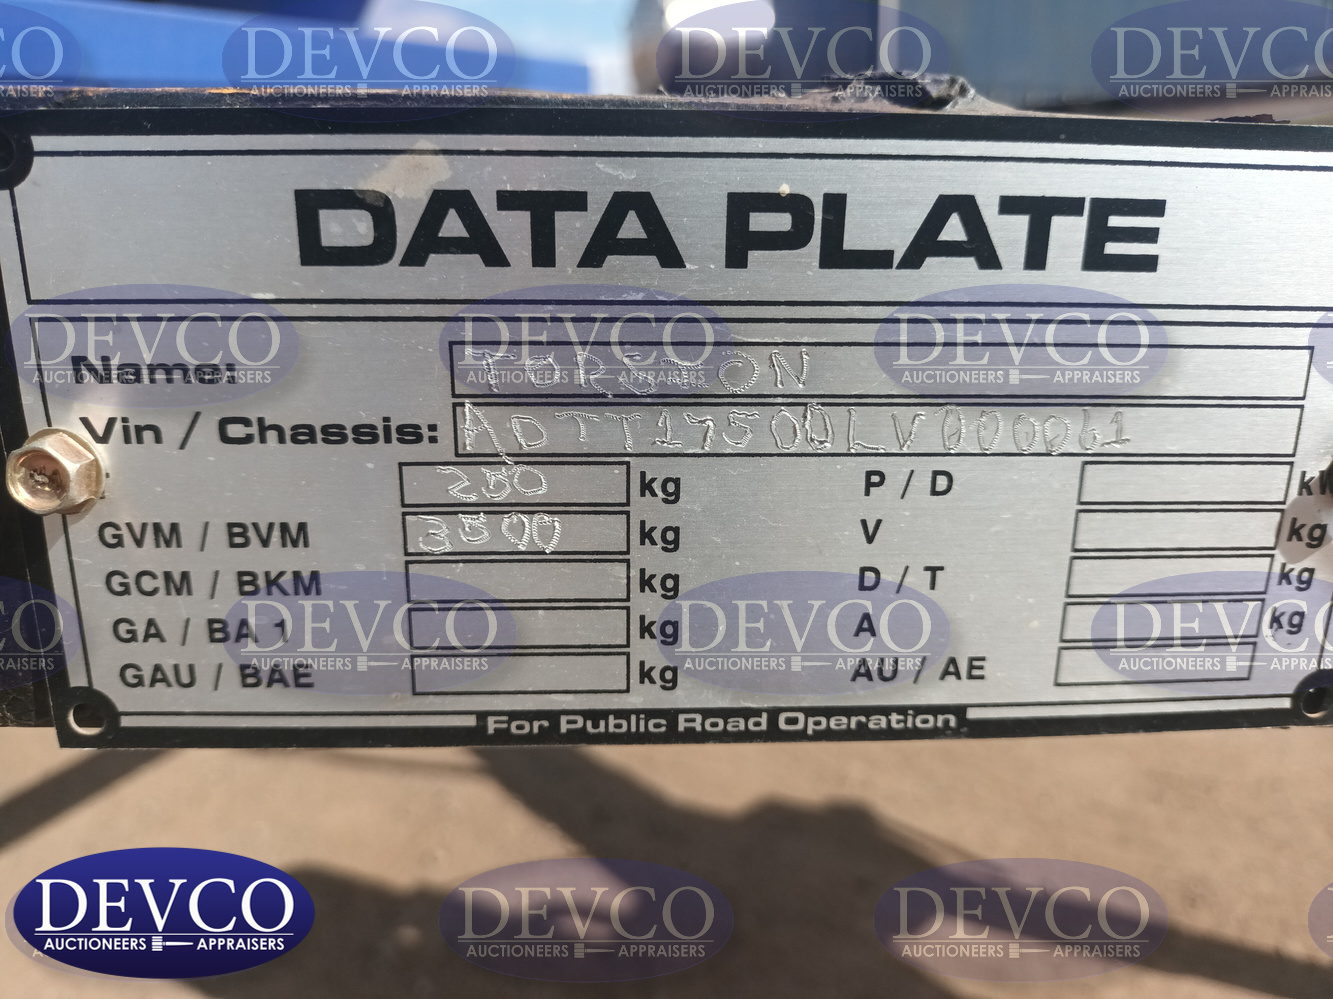 DATA PLATE
Name: TORSION
Vin / Chassis: ADTT17500LV000061
250 kg P / D kW
GVM / BVM 3500 kg V kg
GCM / BKM kg D / T kg
GA / BA 1 kg A kg
GAU / BAE kg AU / AE
For Public Road Operation
DEVCO
AUCTIONEERS APPRAISERS